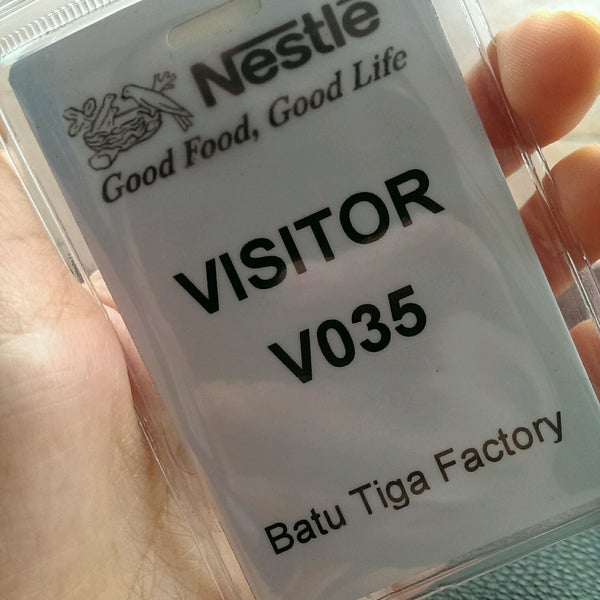 Nestlé
Good Food, Good Life
VISITOR
V035
Batu Tiga Factory